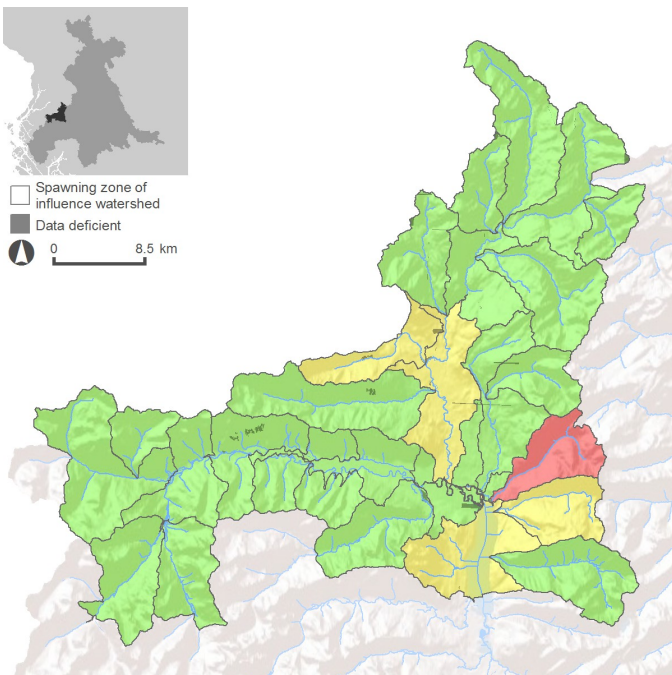 Spawning zone of
influence watershed
Data deficient
0 8.5 km